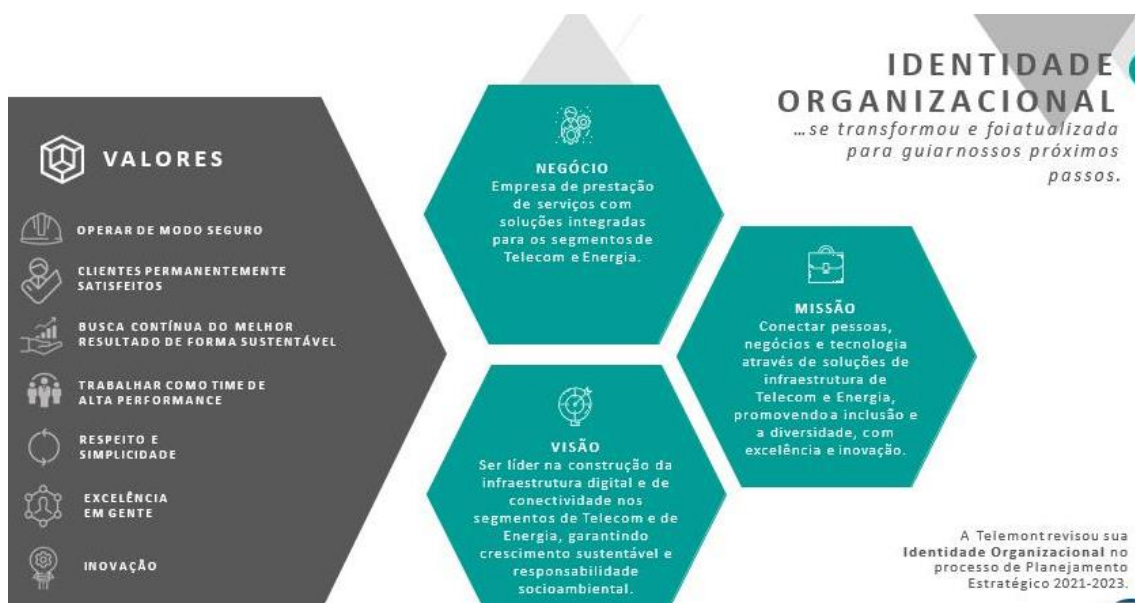 IDENTIDADE
ORGANIZACIONAL
...se transformou e foiatualizada
para guiarnossos próximos
passos.
VALORES
OPERAR DE MODO SEGURO
CLIENTES PERMANENTEMENTE
SATISFEITOS
BUSCA CONTÍNUA DO MELHOR
RESULTADO DE FORMA SUSTENTÁVEL
TRABALHAR COMO TIME DE
ALTA PERFORMANCE
RESPEITO E
SIMPLICIDADE
EXCELÊNCIA
EM GENTE
INOVAÇÃO
NEGÓCIO
Empresa de prestação
de serviços com
soluções integradas
para os segmentos de
Telecom e Energia.
MISSÃO
Conectar pessoas,
negócios e tecnologia
através de soluções de
infraestrutura de
Telecom e Energia,
promovendo a inclusão e
a diversidade, com
excelência e inovação.
VISÃO
Ser líder na construção da
infraestrutura digital e de
conectividade nos
segmentos de Telecom e de
Energia, garantindo
crescimento sustentável e
responsabilidade
socioambiental.
A Telemont revisou sua
Identidade Organizacional no
processo de Planejamento
Estratégico 2021-2023.